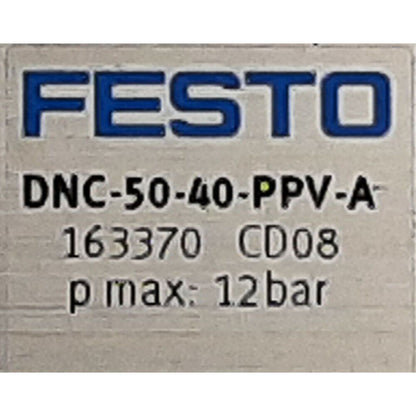 FESTO
DNC-50-40-PPV-A
163370 CD08
p max: 12bar